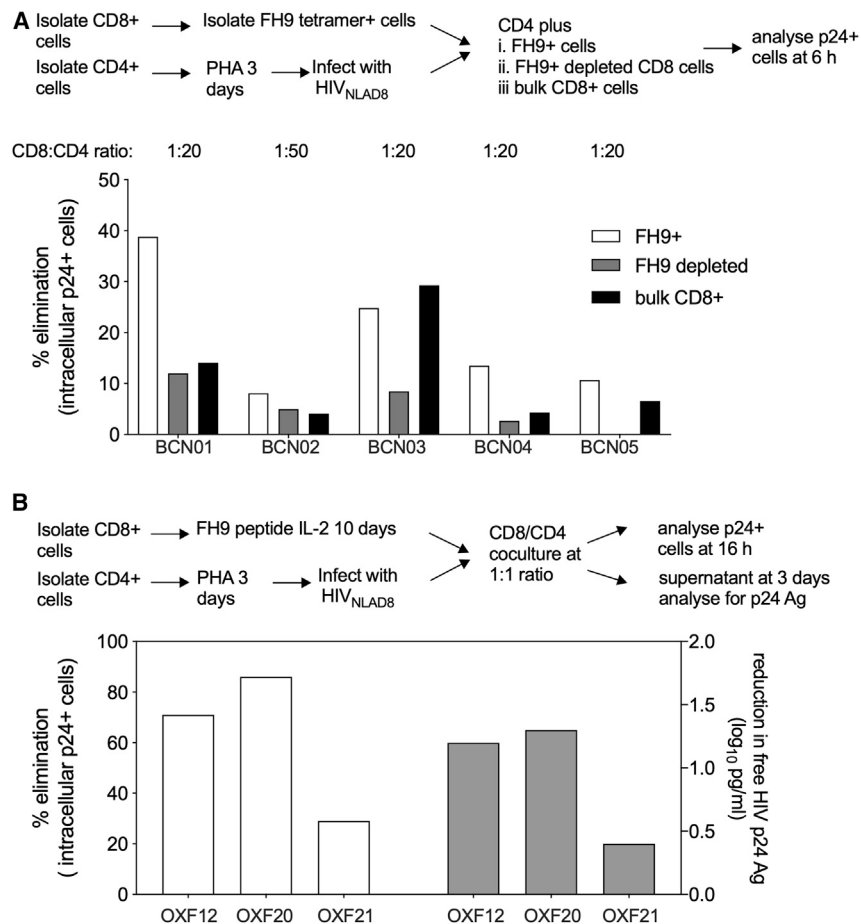 A
Isolate CD8+
cells
Isolate FH9 tetramer+ cells
Isolate CD4+
cells
PHA 3
days
Infect with
HIVNLAD8
CD4 plus
i. FH9+ cells
ii. FH9+ depleted CD8 cells
iii bulk CD8+ cells
analyse p24+
cells at 6 h
CD8:CD4 ratio: 1:20 1:50 1:20 1:20 1:20
% elimination
(intracellular p24+ cells)
50
40
30
20
10
0
FH9+
FH9 depleted
bulk CD8+
BCN01 BCN02 BCN03 BCN04 BCN05
B
Isolate CD8+
cells
FH9 peptide IL-2 10 days
Isolate CD4+
cells
PHA 3
days
Infect with
HIVNLAD8
CD8/CD4
coculture at
1:1 ratio
analyse p24+
cells at 16 h
supernatant at 3 days
analyse for p24 Ag
% elimination
( intracellular p24+ cells)
100
80
60
40
20
0
2.0
1.5
1.0
0.5
0.0
reduction in free HIV p24 Ag
(log10 pg/ml)
OXF12 OXF20 OXF21 OXF12 OXF20 OXF21